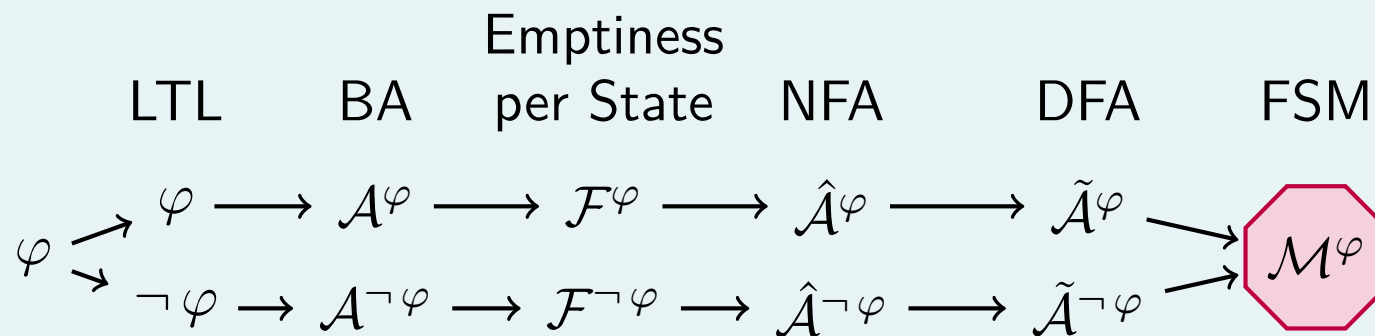 Emptiness
LTL BA per State NFA DFA FSM
φ → 𝒜^φ → ℱ^φ → 𝒜̂^φ → 𝒜̃^φ
φ ℳ^φ
¬φ → 𝒜^¬φ → ℱ^¬φ → 𝒜̂^¬φ → 𝒜̃^¬φ